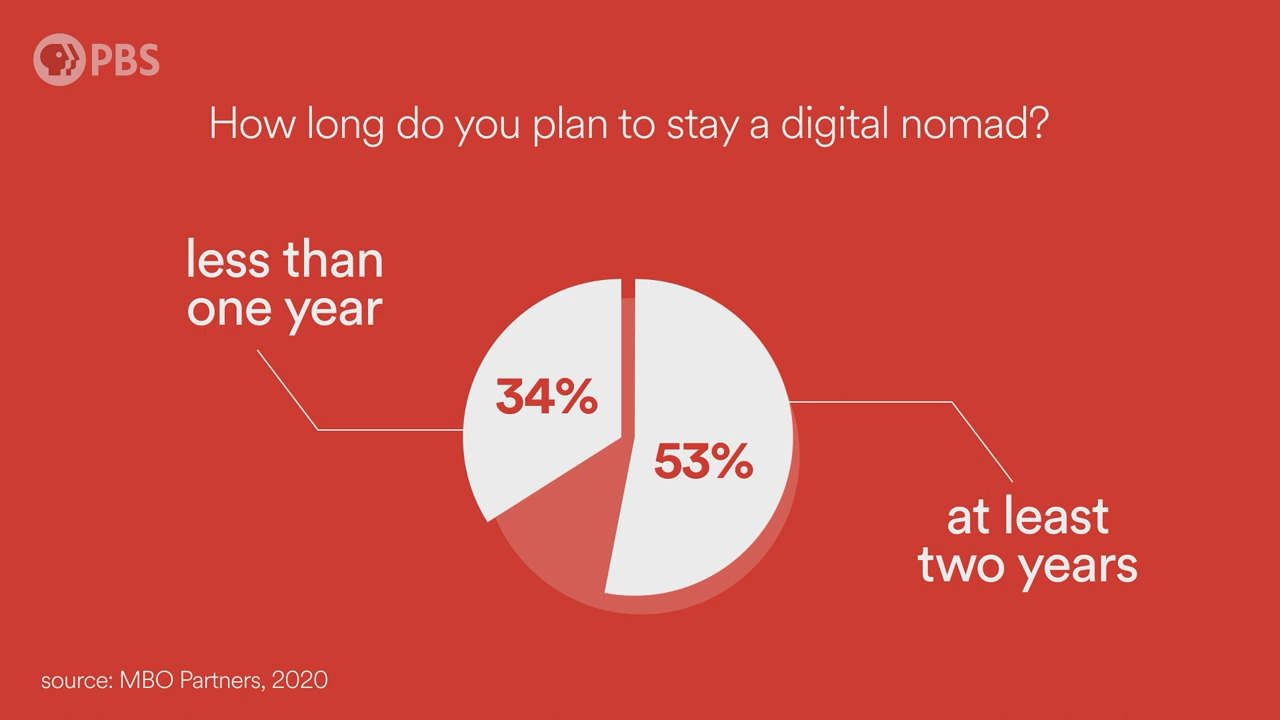 PBS
How long do you plan to stay a digital nomad?
less than
one year
34%
53%
at least
two years
source: MBO Partners, 2020